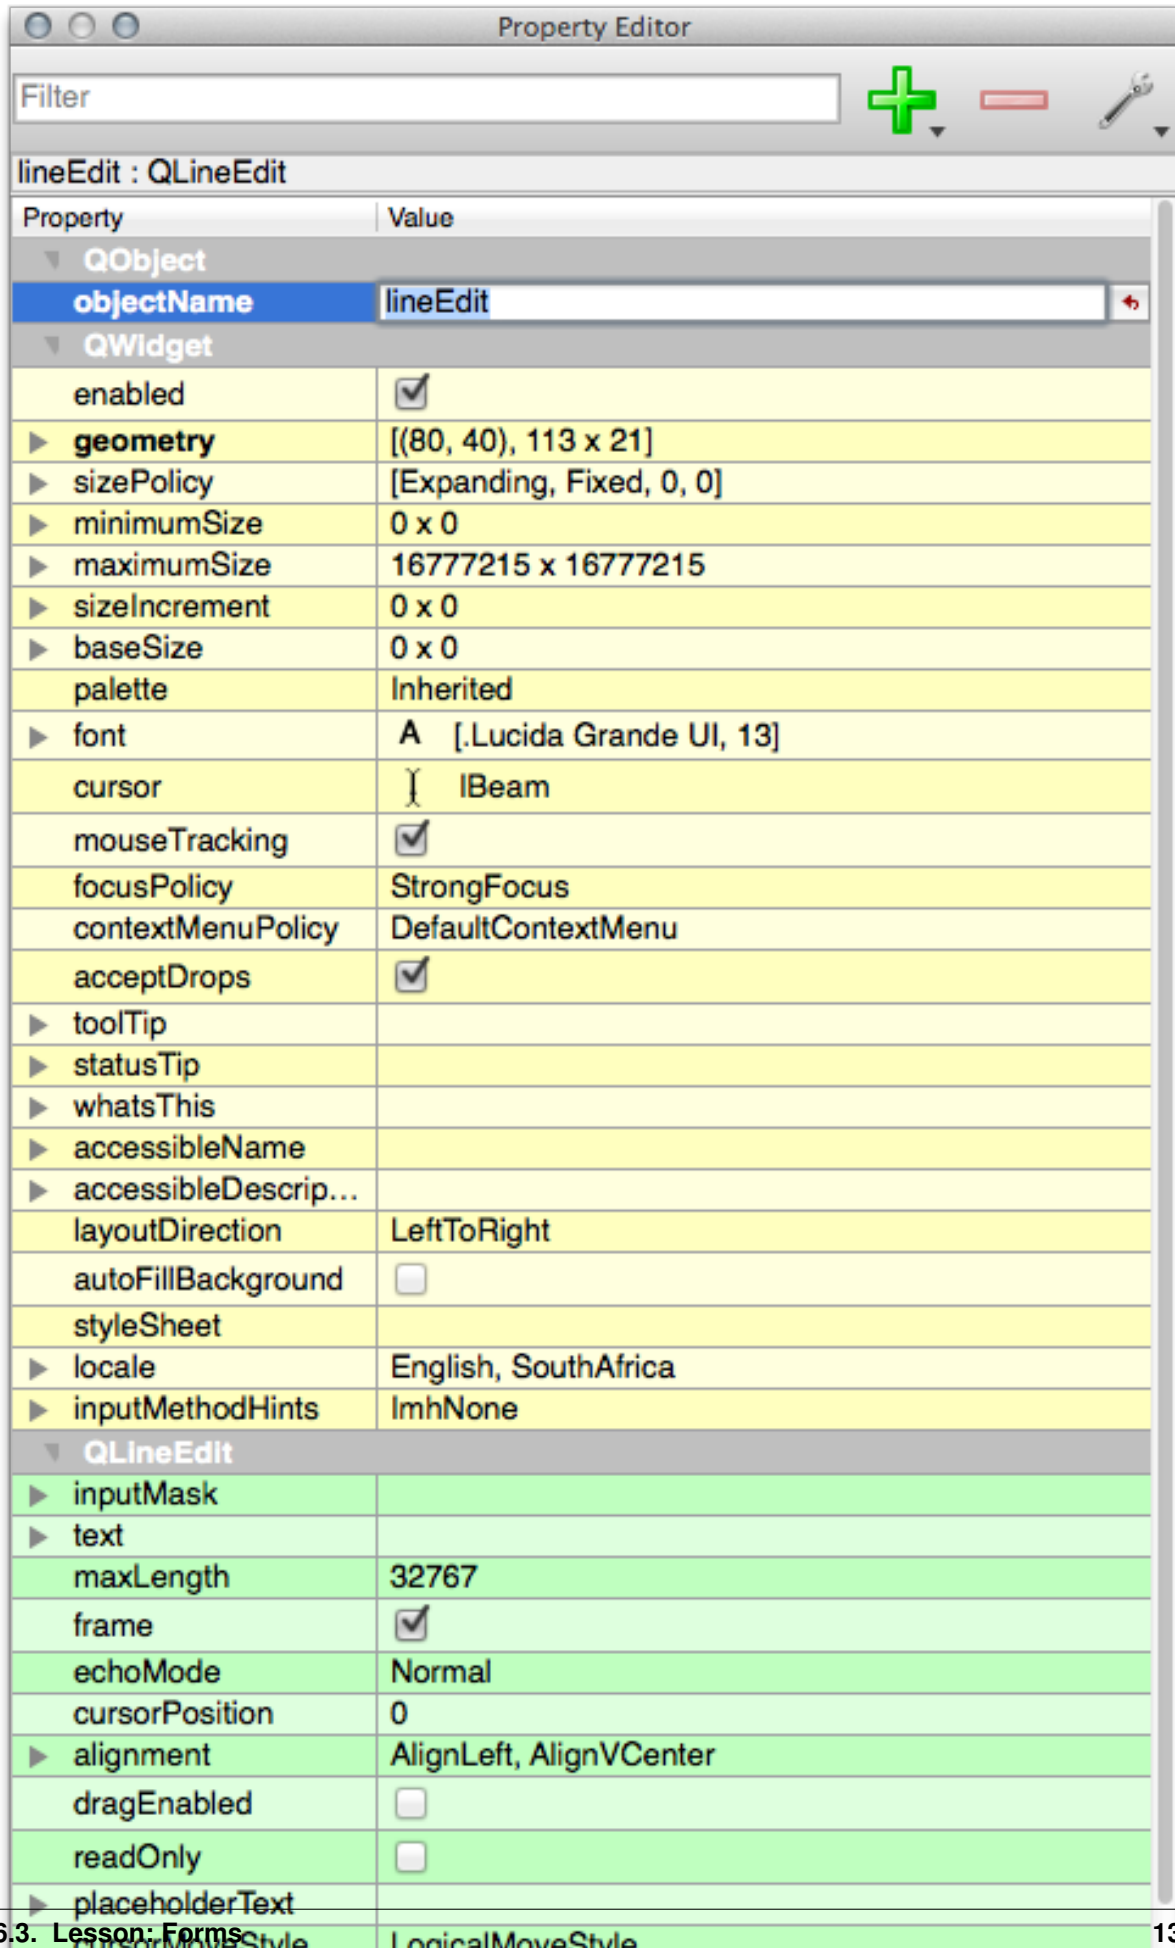 Property Editor
Filter
lineEdit : QLineEdit
Property Value
QObject
objectName lineEdit
QWidget
enabled
geometry [(80, 40), 113 x 21]
sizePolicy [Expanding, Fixed, 0, 0]
minimumSize 0 x 0
maximumSize 16777215 x 16777215
sizeIncrement 0 x 0
baseSize 0 x 0
palette Inherited
font A [.Lucida Grande UI, 13]
cursor IBeam
mouseTracking
focusPolicy StrongFocus
contextMenuPolicy DefaultContextMenu
acceptDrops
toolTip
statusTip
whatsThis
accessibleName
accessibleDescrip...
layoutDirection LeftToRight
autoFillBackground
styleSheet
locale English, SouthAfrica
inputMethodHints ImhNone
QLineEdit
inputMask
text
maxLength 32767
frame
echoMode Normal
cursorPosition 0
alignment AlignLeft, AlignVCenter
dragEnabled
readOnly
placeholderText
6.3. Lesson: Forms 13
cursorMoveStyle LogicalMoveStyle